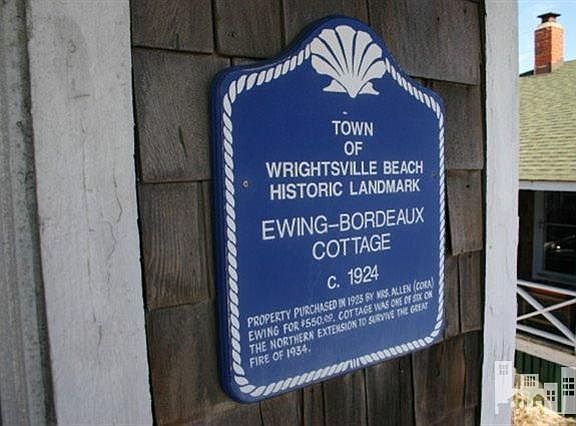 TOWN
OF
WRIGHTSVILLE BEACH
HISTORIC LANDMARK
EWING-BORDEAUX
COTTAGE
c. 1924
PROPERTY PURCHASED IN 1923 BY MRS. ALLEN (CORA)
EWING FOR $550.00. COTTAGE WAS ONE OF SIX ON
THE NORTHERN EXTENSION TO SURVIVE THE GREAT
FIRE OF 1934.